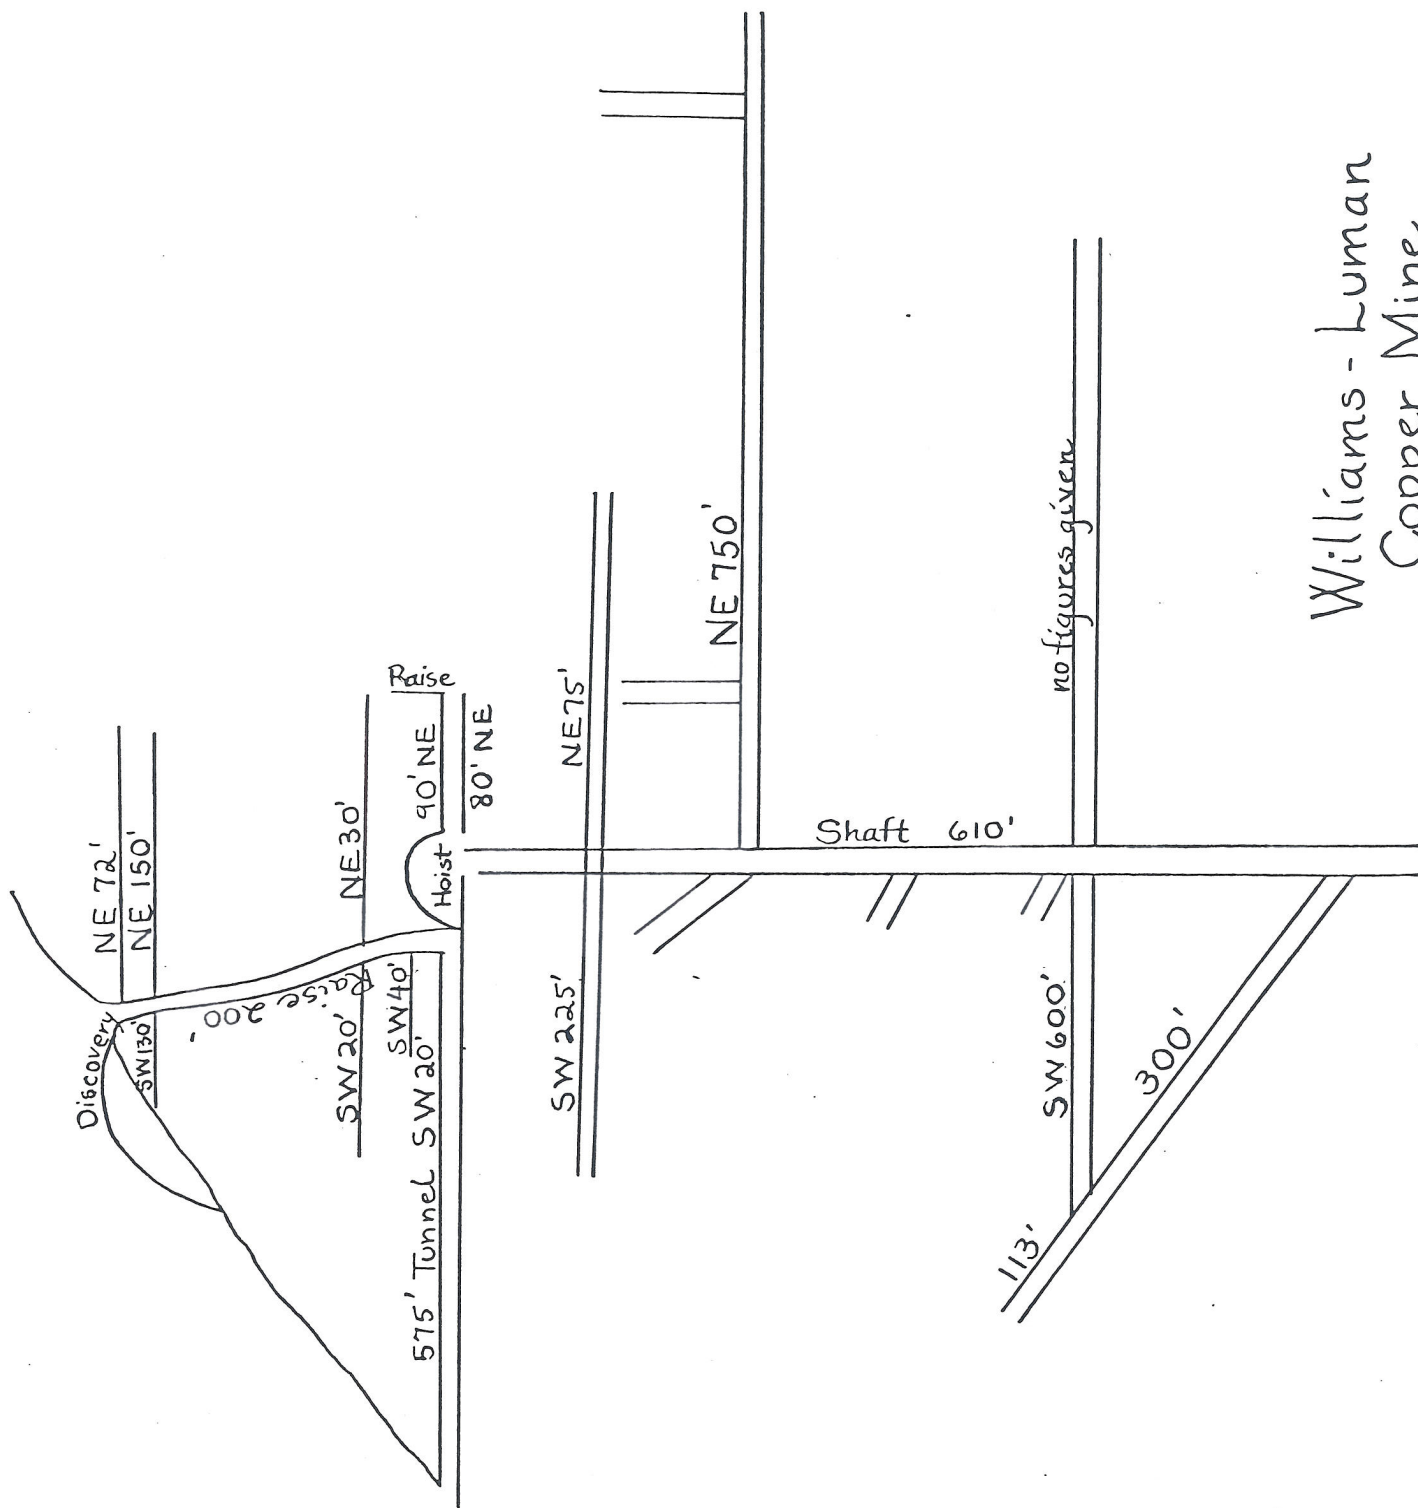 Discovery
SW130'
NE 72'
NE 150'
Raise 200'
SW 20'
NE 30'
SW40'
575' Tunnel SW 20'
Hoist
90' NE
80' NE
Raise
SW 225'
NE75'
NE 750'
Shaft 610'
SW 600'
no figures given
113'
300'
Williams - Luman
Copper Mine